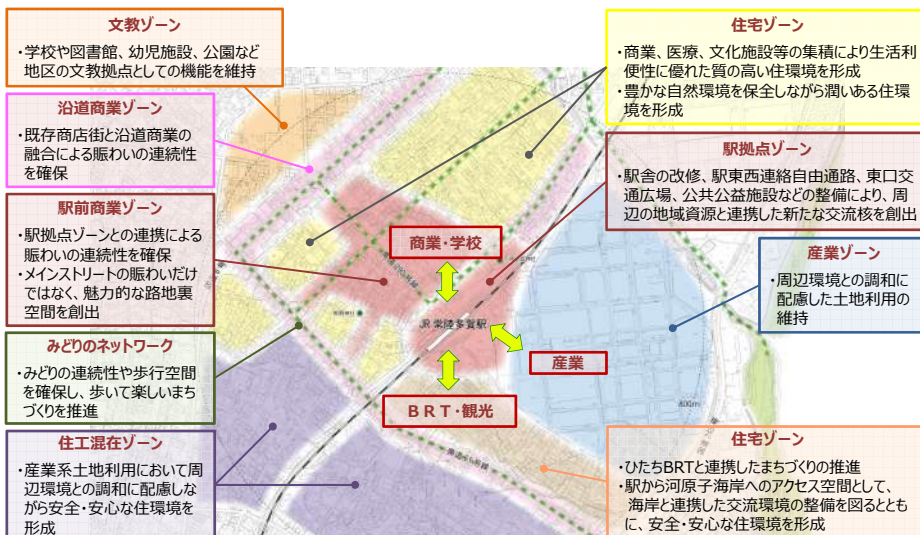 文教ゾーン
・学校や図書館、幼児施設、公園など
地区の文教拠点としての機能を維持
沿道商業ゾーン
・既存商店街と沿道商業の
融合による賑わいの連続性
を確保
駅前商業ゾーン
・駅拠点ゾーンとの連携による
賑わいの連続性を確保
・メインストリートの賑わいだけ
ではなく、魅力的な路地裏
空間を創出
みどりのネットワーク
・みどりの連続性や歩行空間
を確保し、歩いて楽しいまち
づくりを推進
住工混在ゾーン
・産業系土地利用において周
辺環境との調和に配慮しな
がら安全・安心な住環境を
形成
商業・学校
JR 常陸多賀駅
産業
BRT・観光
800m
住宅ゾーン
・商業、医療、文化施設等の集積により生活利
便性に優れた質の高い住環境を形成
・豊かな自然環境を保全しながら潤いある住環
境を形成
駅拠点ゾーン
・駅舎の改修、駅東西連絡自由通路、東口交
通広場、公共公益施設などの整備により、周
辺の地域資源と連携した新たな交流核を創出
産業ゾーン
・周辺環境との調和に
配慮した土地利用の
維持
住宅ゾーン
・ひたちBRTと連携したまちづくりの推進
・駅から河原子海岸へのアクセス空間として、
海岸と連携した交流環境の整備を図るととも
に、安全・安心な住環境を形成